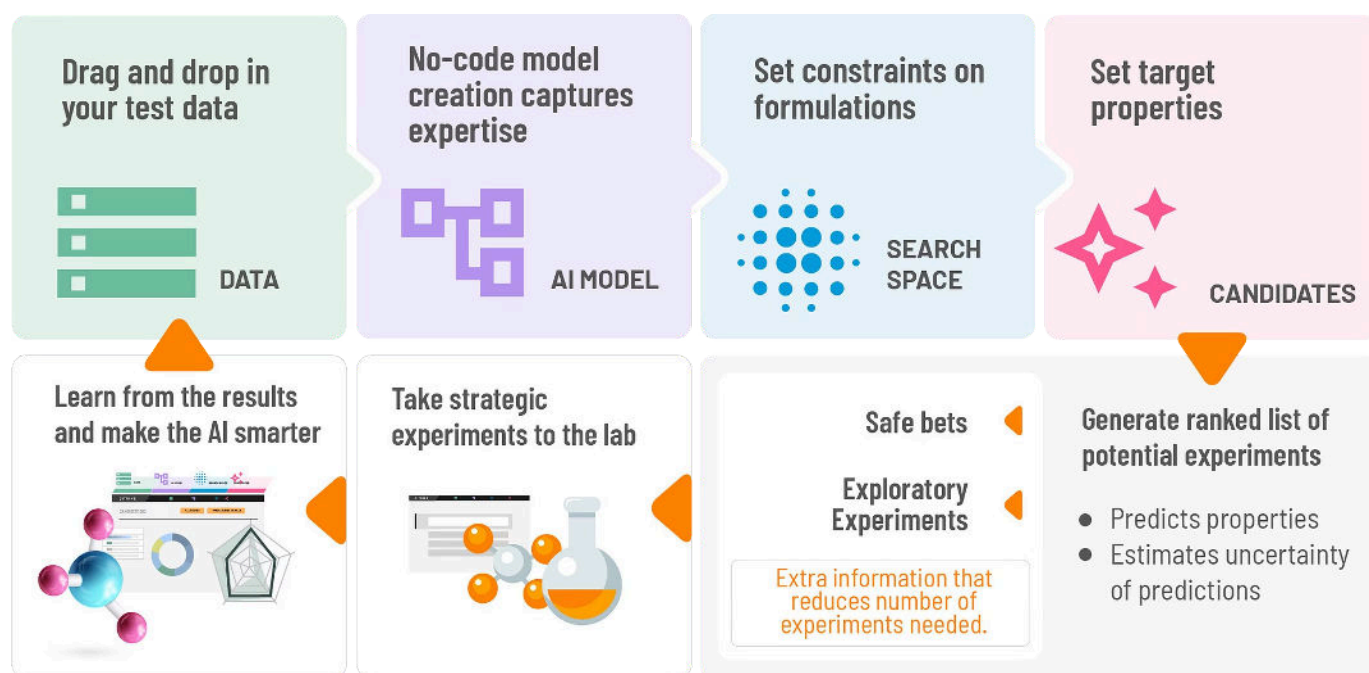 Drag and drop in
your test data
DATA
No-code model
creation captures
expertise
AI MODEL
Set constraints on
formulations
SEARCH
SPACE
Set target
properties
CANDIDATES
Generate ranked list of
potential experiments
● Predicts properties
● Estimates uncertainty
of predictions
Safe bets
Exploratory
Experiments
Extra information that
reduces number of
experiments needed.
Take strategic
experiments to the lab
Learn from the results
and make the AI smarter